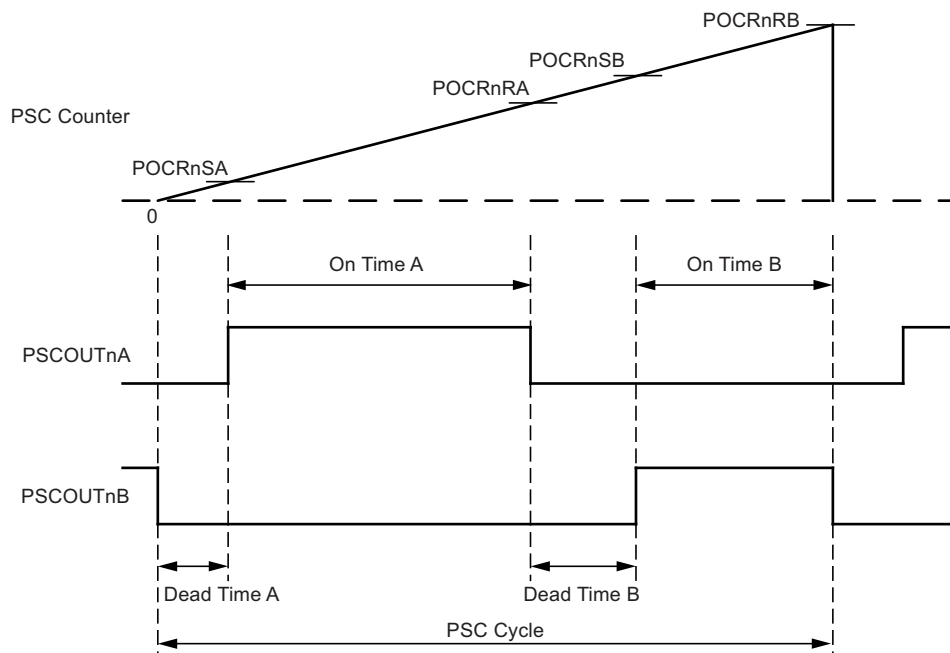 POCRnRB
POCRnSB
POCRnRA
PSC Counter
POCRnSA
0
On Time A
On Time B
PSCOUTnA
PSCOUTnB
Dead Time A
Dead Time B
PSC Cycle